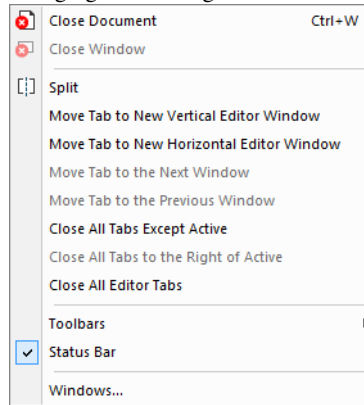 Close Document Ctrl+W
Close Window
Split
Move Tab to New Vertical Editor Window
Move Tab to New Horizontal Editor Window
Move Tab to the Next Window
Move Tab to the Previous Window
Close All Tabs Except Active
Close All Tabs to the Right of Active
Close All Editor Tabs
Toolbars
Status Bar
Windows...